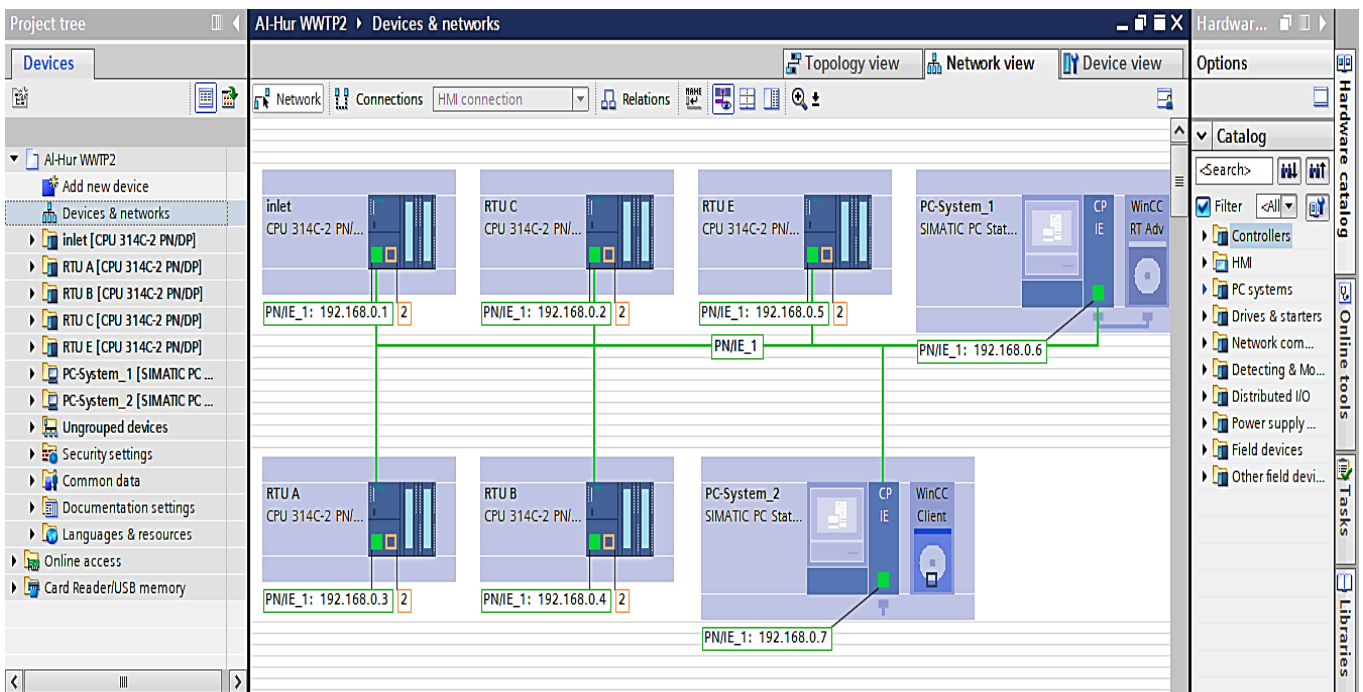 Project tree
Al-Hur WWTP2 ▸ Devices & networks
Hardwar...
Devices
Topology view
Network view
Device view
Options
Network
Connections
HMI connection
Relations
Catalog
<Search>
Filter
<All
Controllers
HMI
PC systems
Drives & starters
Network com...
Detecting & Mo...
Distributed I/O
Power supply ...
Field devices
Other field devi...
Al-Hur WWTP2
Add new device
Devices & networks
inlet [CPU 314C-2 PN/DP]
RTU A [CPU 314C-2 PN/DP]
RTU B [CPU 314C-2 PN/DP]
RTU C [CPU 314C-2 PN/DP]
RTU E [CPU 314C-2 PN/DP]
PC-System_1 [SIMATIC PC ...
PC-System_2 [SIMATIC PC ...
Ungrouped devices
Security settings
Common data
Documentation settings
Languages & resources
Online access
Card Reader/USB memory
inlet
CPU 314C-2 PN/...
PN/IE_1: 192.168.0.1
2
RTU C
CPU 314C-2 PN/...
PN/IE_1: 192.168.0.2
2
RTU E
CPU 314C-2 PN/...
PN/IE_1: 192.168.0.5
2
PC-System_1
SIMATIC PC Stat...
CP
IE
WinCC
RT Adv
PN/IE_1: 192.168.0.6
PN/IE_1
RTU A
CPU 314C-2 PN/...
PN/IE_1: 192.168.0.3
2
RTU B
CPU 314C-2 PN/...
PN/IE_1: 192.168.0.4
2
PC-System_2
SIMATIC PC Stat...
CP
IE
WinCC
Client
PN/IE_1: 192.168.0.7
Hardware catalog
Online tools
Tasks
Libraries